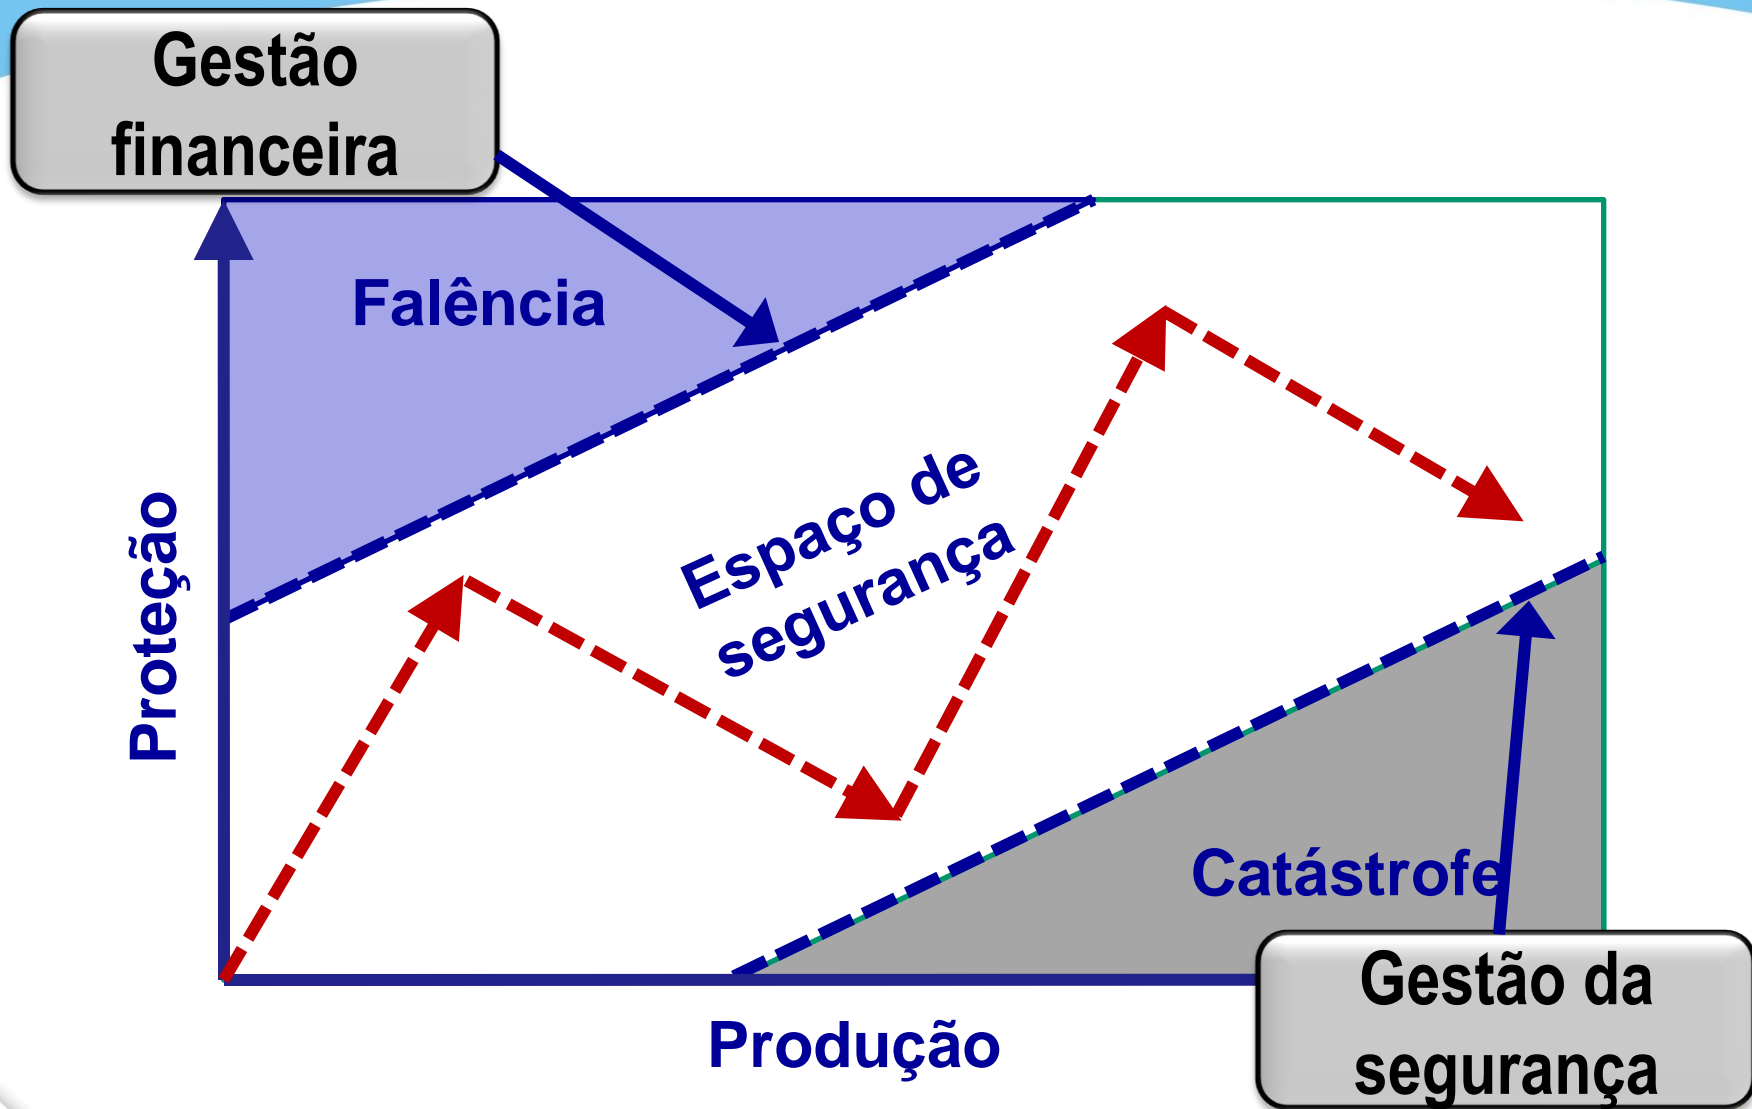 Gestão
financeira
Falência
Espaço de
segurança
Proteção
Catástrofe
Gestão da
segurança
Produção